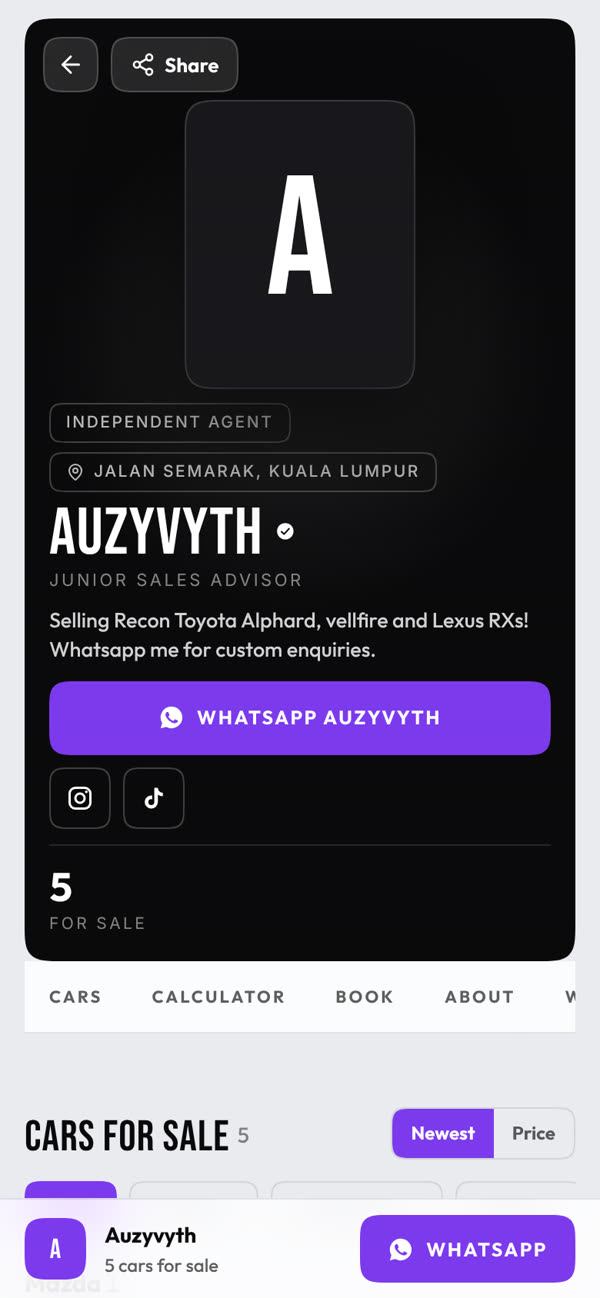 Share
A
INDEPENDENT AGENT
JALAN SEMARAK, KUALA LUMPUR
AUZYVYTH
JUNIOR SALES ADVISOR
Selling Recon Toyota Alphard, vellfire and Lexus RXs!
Whatsapp me for custom enquiries.
WHATSAPP AUZYVYTH
5
FOR SALE
CARS CALCULATOR BOOK ABOUT
CARS FOR SALE 5
Newest Price
A
Auzyvyth
5 cars for sale
WHATSAPP